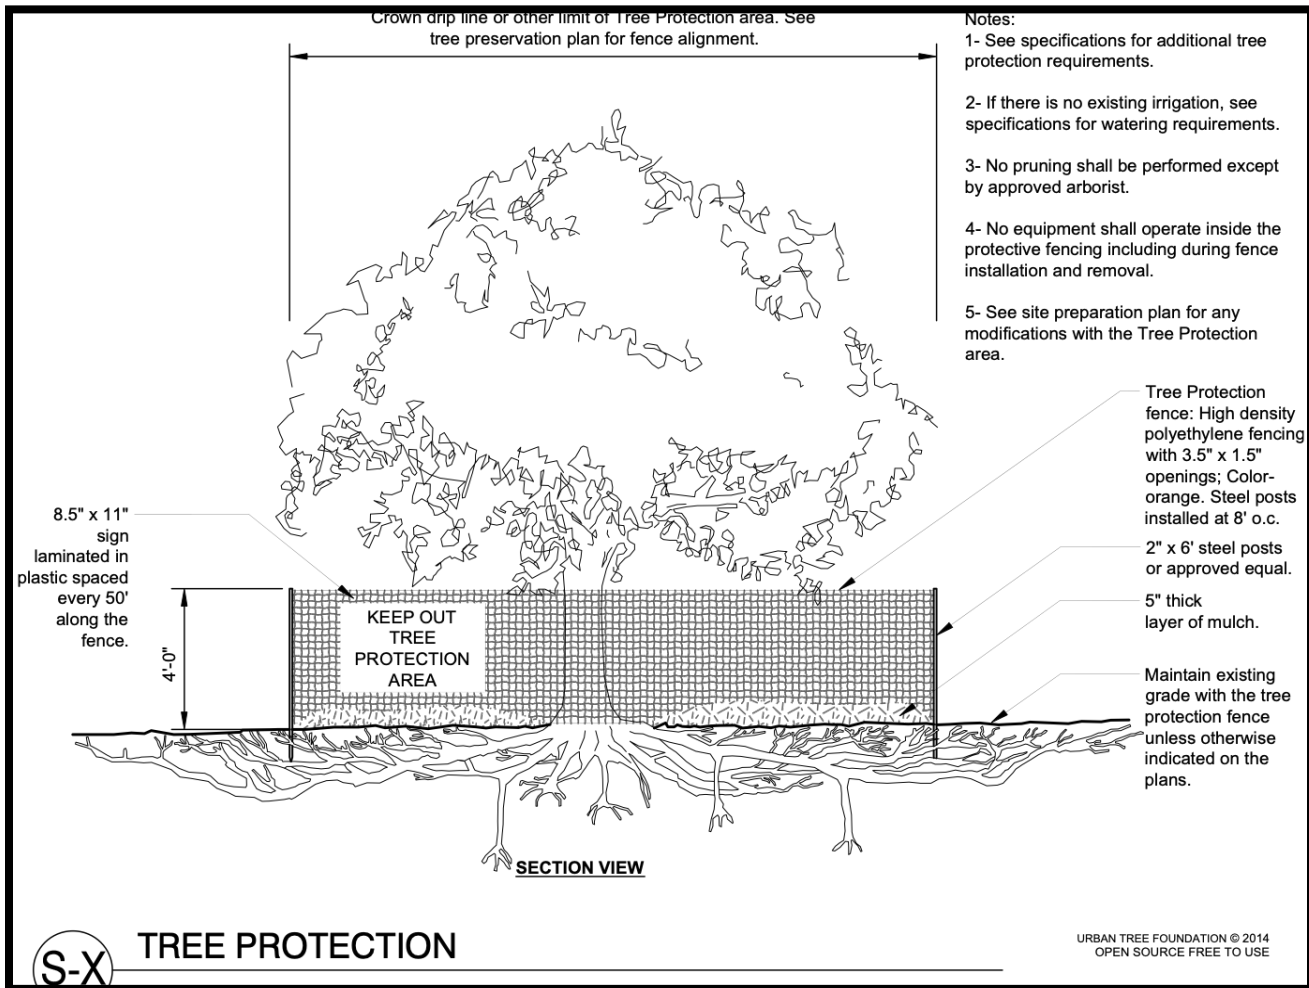 Crown drip line or other limit of Tree Protection area. See
tree preservation plan for fence alignment.
Notes:
1- See specifications for additional tree
protection requirements.
2- If there is no existing irrigation, see
specifications for watering requirements.
3- No pruning shall be performed except
by approved arborist.
4- No equipment shall operate inside the
protective fencing including during fence
installation and removal.
5- See site preparation plan for any
modifications with the Tree Protection
area.
Tree Protection
fence: High density
polyethylene fencing
with 3.5" x 1.5"
openings; Color-
orange. Steel posts
installed at 8' o.c.
2" x 6' steel posts
or approved equal.
5" thick
layer of mulch.
Maintain existing
grade with the tree
protection fence
unless otherwise
indicated on the
plans.
8.5" x 11"
sign
laminated in
plastic spaced
every 50'
along the
fence.
4'-0"
KEEP OUT
TREE
PROTECTION
AREA
SECTION VIEW
S-X
TREE PROTECTION
URBAN TREE FOUNDATION © 2014
OPEN SOURCE FREE TO USE